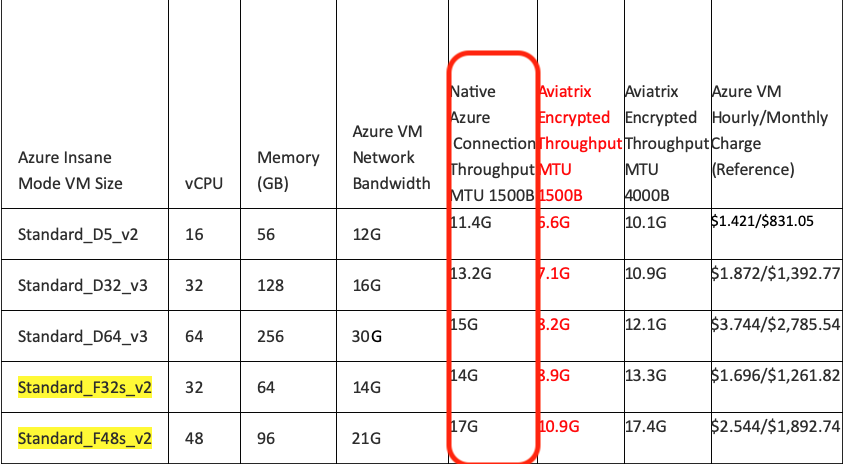 Azure Insane Mode VM Size | vCPU | Memory (GB) | Azure VM Network Bandwidth | Native Azure Connection Throughput MTU 1500B | Aviatrix Encrypted Throughput MTU 1500B | Aviatrix Encrypted Throughput MTU 4000B | Azure VM Hourly/Monthly Charge (Reference)
Standard_D5_v2 | 16 | 56 | 12G | 11.4G | 6.6G | 10.1G | $1.421/$831.05
Standard_D32_v3 | 32 | 128 | 16G | 13.2G | 7.1G | 10.9G | $1.872/$1,392.77
Standard_D64_v3 | 64 | 256 | 30G | 15G | 8.2G | 12.1G | $3.744/$2,785.54
Standard_F32s_v2 | 32 | 64 | 14G | 14G | 8.9G | 13.3G | $1.696/$1,261.82
Standard_F48s_v2 | 48 | 96 | 21G | 17G | 10.9G | 17.4G | $2.544/$1,892.74